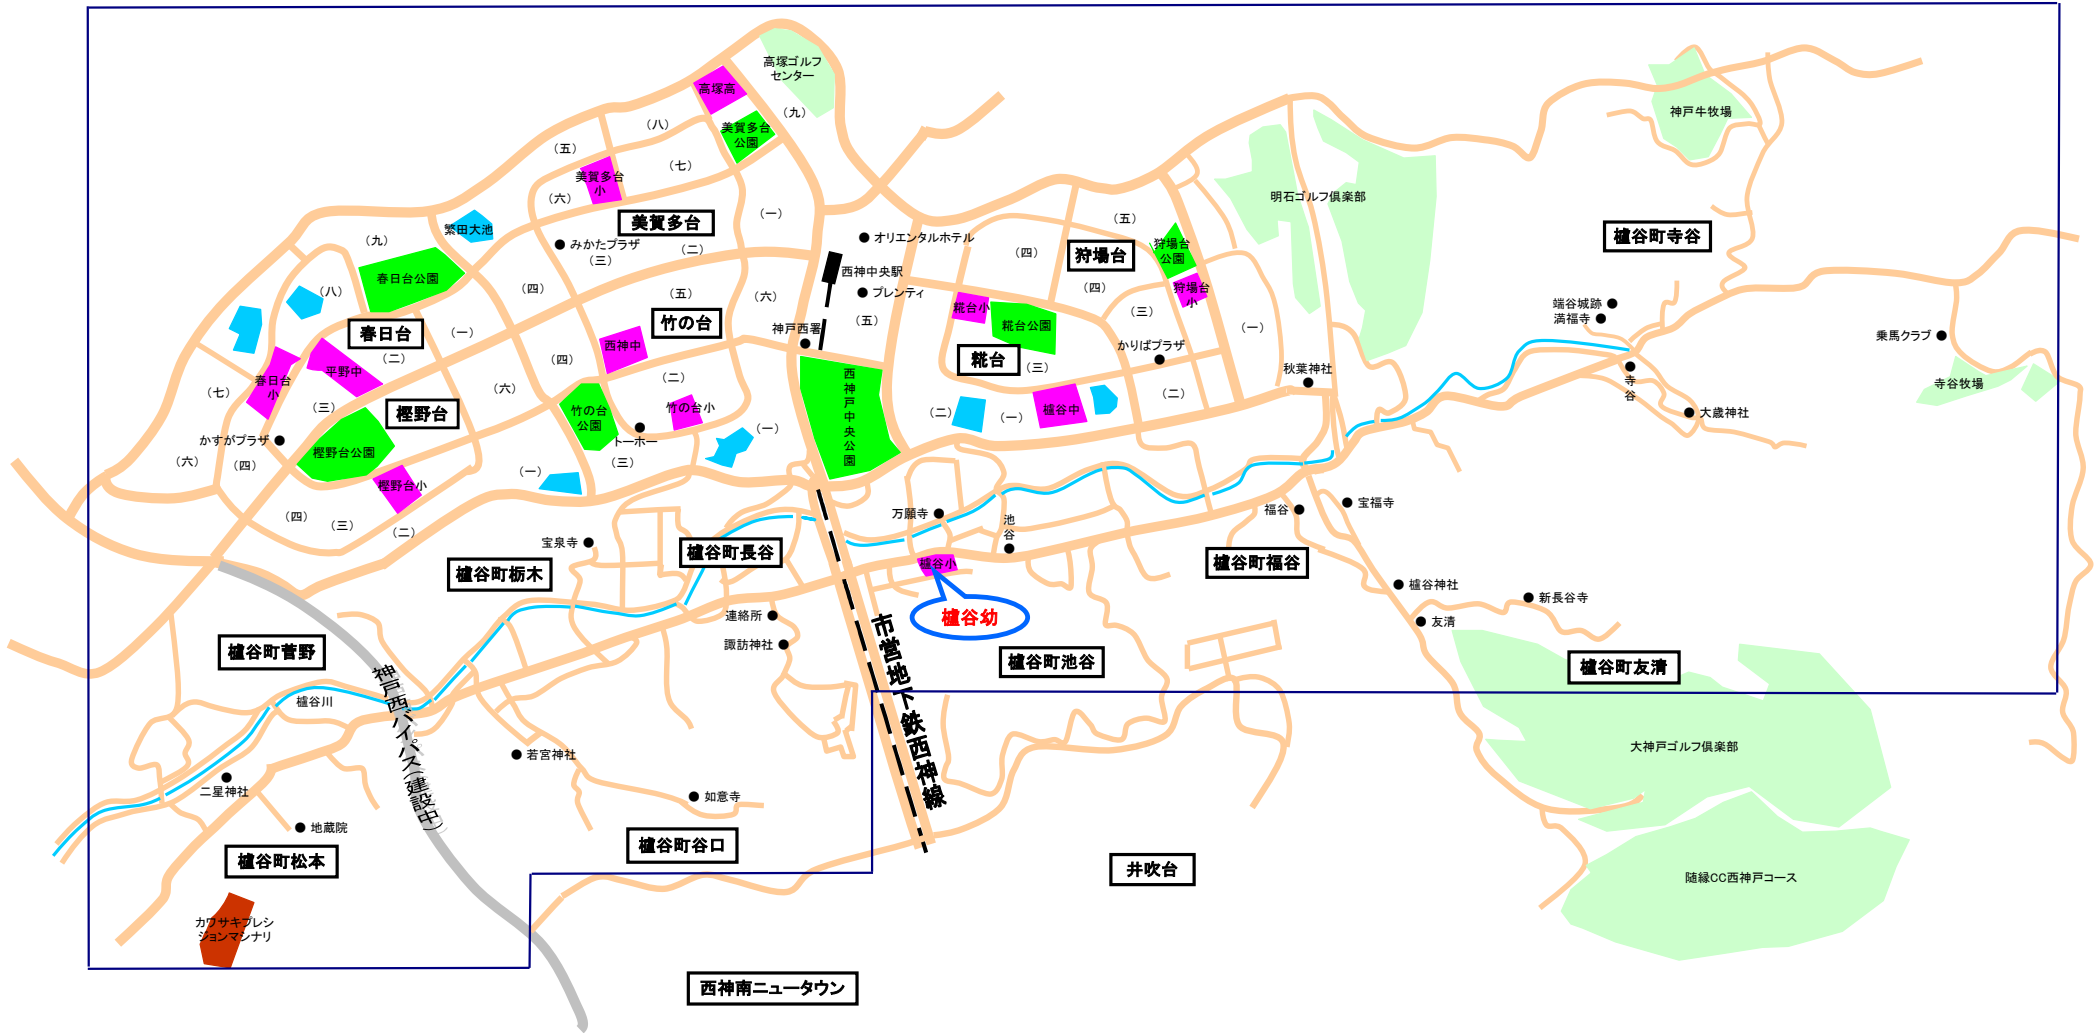 高塚ゴルフ
センター
高塚高
(九)
(八)
美賀多台
公園
神戸牛牧場
(五)
(七)
美賀多台
小
(六)
明石ゴルフ倶楽部
美賀多台
(一)
(五)
繁田大池
(九)
みかたプラザ
(三)
(二)
オリエンタルホテル
(四)
狩場台
狩場台
公園
櫨谷町寺谷
春日台公園
西神中央駅
(八)
(四)
(五)
(六)
プレンティ
(四)
狩場台
小
糀台小
端谷城跡
満福寺
春日台
(一)
竹の台
神戸西署
(五)
糀台公園
(三)
(一)
乗馬クラブ
(二)
(四)
西神中
糀台
かりばプラザ
平野中
春日台
小
(三)
秋葉神社
寺
谷
寺谷牧場
(七)
(六)
(二)
(二)
(三)
樫野台
竹の台
公園
竹の台小
西
神
戸
中
央
公
園
(二)
(一)
櫨谷中
大歳神社
かすがプラザ
トーホー
(一)
樫野台公園
(六)
(四)
(一)
(三)
樫野台小
(四)
(三)
(二)
万願寺
池
谷
福谷
宝福寺
宝泉寺
櫨谷町長谷
櫨谷町栃木
櫨谷小
櫨谷町福谷
櫨谷神社
新長谷寺
連絡所
櫨谷幼
友清
諏訪神社
櫨谷町菅野
櫨谷町池谷
櫨谷町友清
市営地下鉄西神線
神戸西バイパス(建設中)
櫨谷川
若宮神社
大神戸ゴルフ倶楽部
二星神社
如意寺
地蔵院
櫨谷町谷口
櫨谷町松本
井吹台
随縁CC西神戸コース
カワサキプレシ
ジョンマシナリ
西神南ニュータウン